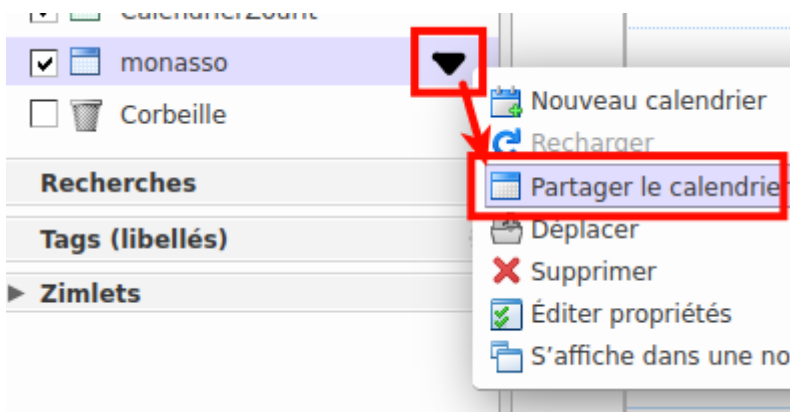 CalendrierZourit
monasso
Corbeille
Recherches
Tags (libellés)
Zimlets
Nouveau calendrier
Recharger
Partager le calendrie
Déplacer
Supprimer
Éditer propriétés
S’affiche dans une no